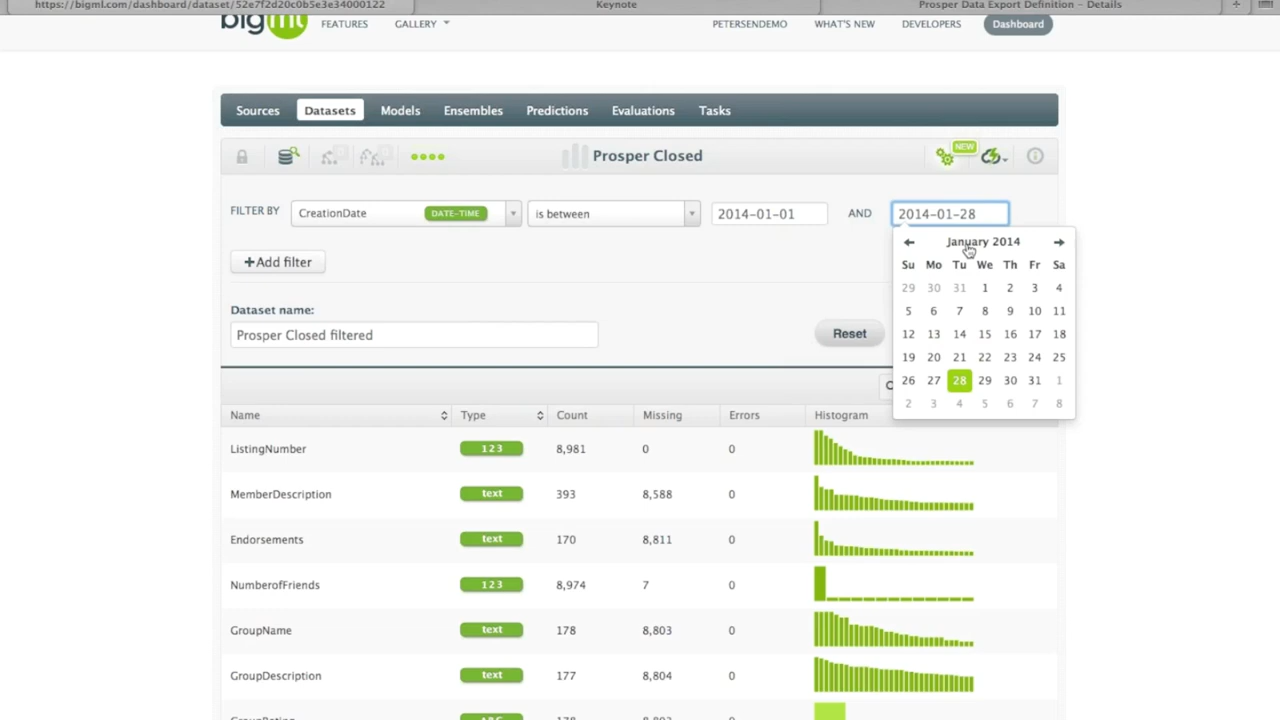 https://bigml.com/dashboard/dataset/52e7f2d20c0b5e3e34000122 Keynote Prosper Data Export Definition - Details
bigml FEATURES GALLERY PETERSENDEMO WHAT'S NEW DEVELOPERS Dashboard
Sources Datasets Models Ensembles Predictions Evaluations Tasks
Prosper Closed NEW
FILTER BY CreationDate DATE-TIME is between 2014-01-01 AND 2014-01-28
January 2014
+Add filter
Su Mo Tu We Th Fr Sa
29 30 31 1 2 3 4
5 6 7 8 9 10 11
12 13 14 15 16 17 18
19 20 21 22 23 24 25
26 27 28 29 30 31 1
2 3 4 5 6 7 8
Dataset name:
Prosper Closed filtered Reset
Name Type Count Missing Errors Histogram
ListingNumber 123 8,981 0 0
MemberDescription text 393 8,588 0
Endorsements text 170 8,811 0
NumberofFriends 123 8,974 7 0
GroupName text 178 8,803 0
GroupDescription text 177 8,804 0